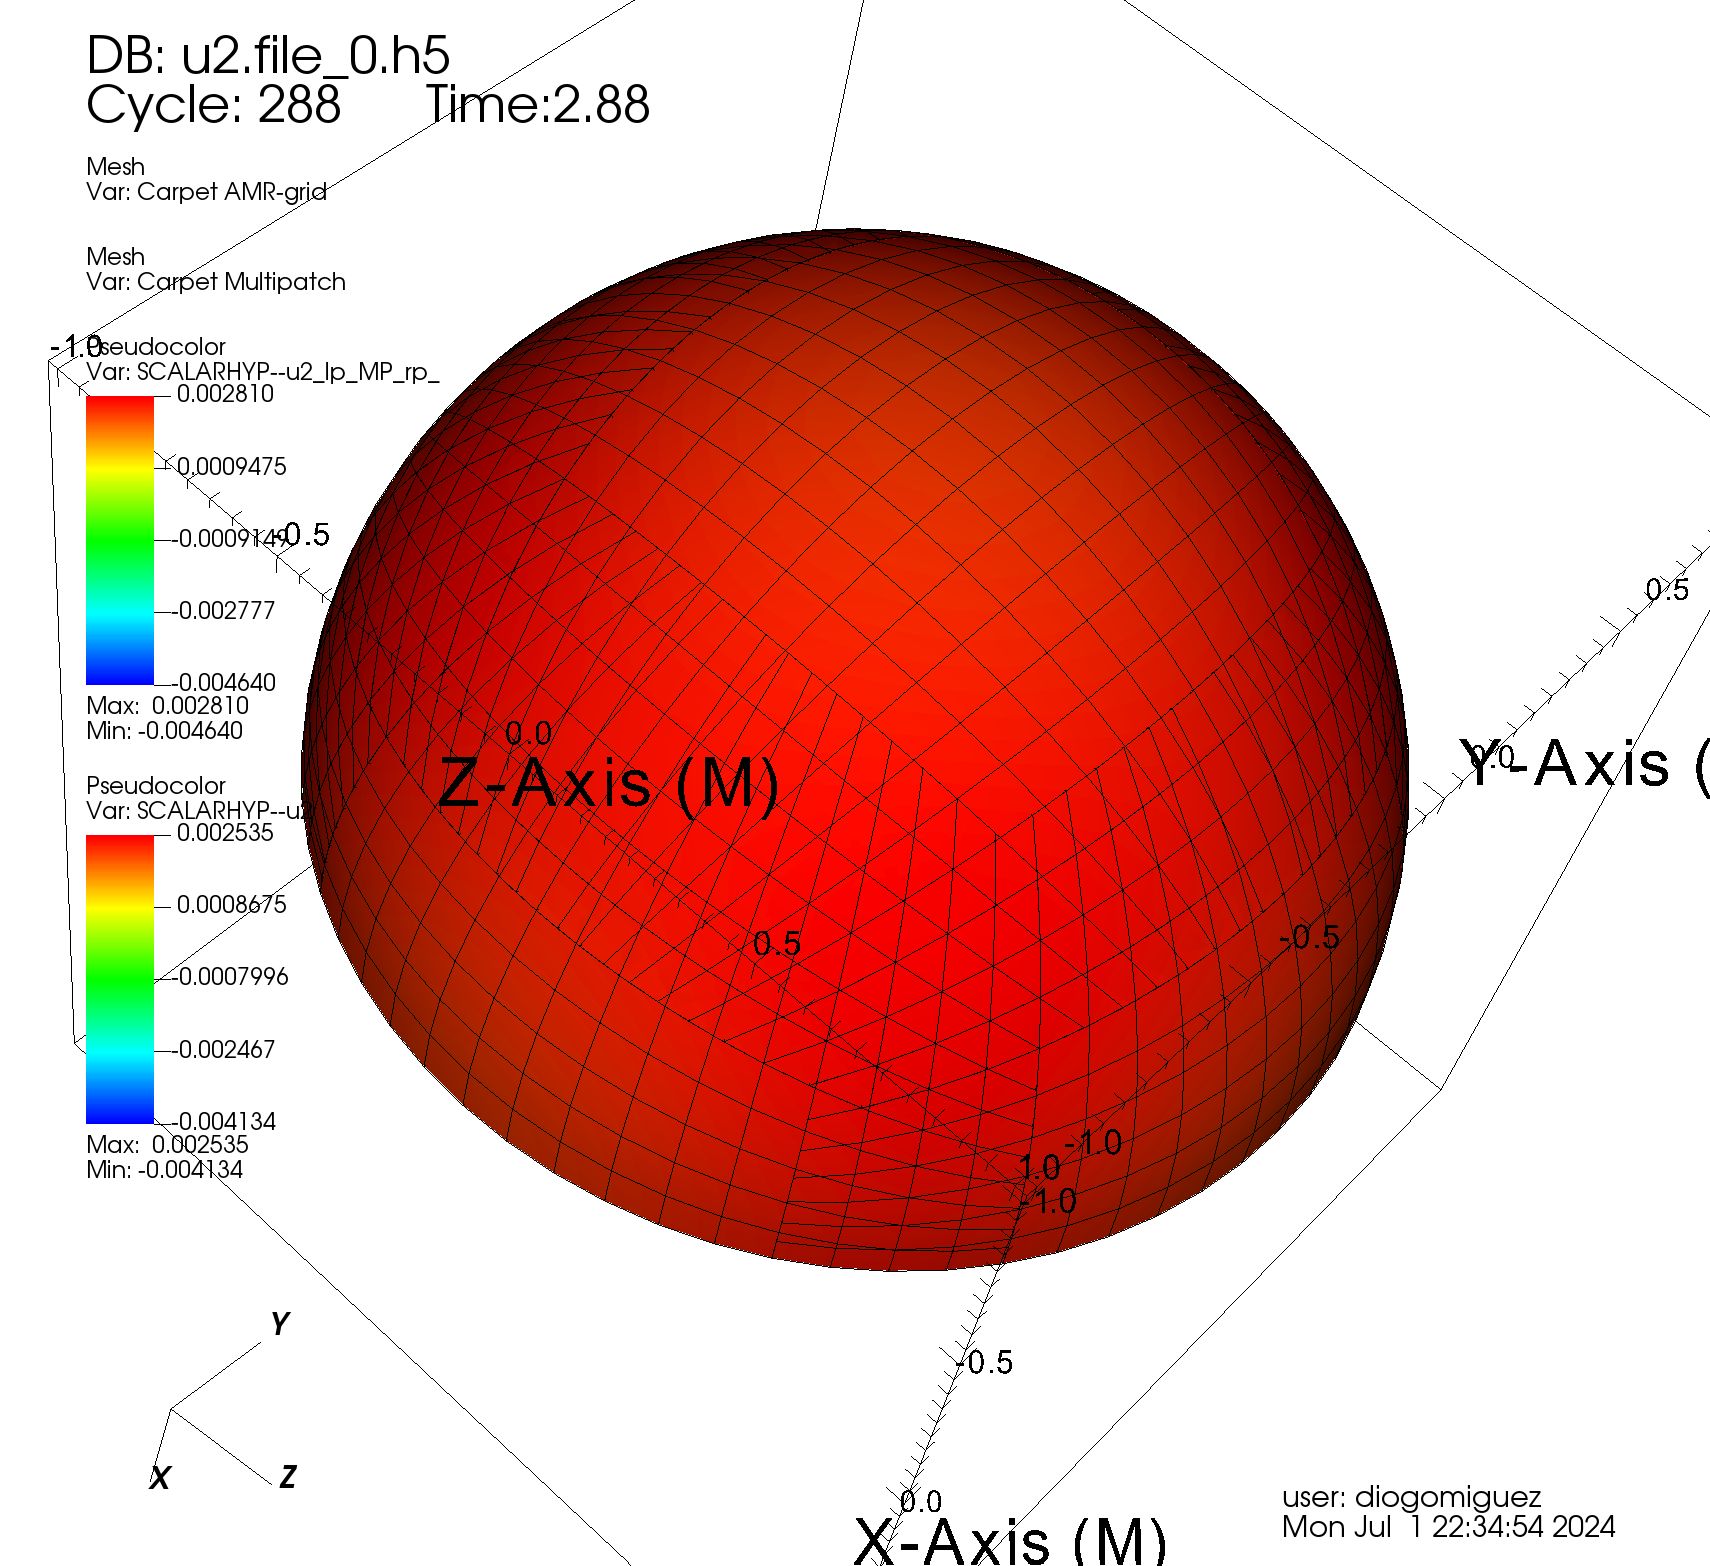 DB: u2.file_0.h5
Cycle: 288 Time:2.88
Mesh
Var: Carpet AMR-grid
Mesh
Var: Carpet Multipatch
-1.0
Pseudocolor
Var: SCALARHYP--u2_lp_MP_rp_
0.002810
0.0009475
-0.0009149
-0.002777
-0.004640
Max: 0.002810
Min: -0.004640
Pseudocolor
Var: SCALARHYP--u2
0.002535
0.0008675
-0.0007996
-0.002467
-0.004134
Max: 0.002535
Min: -0.004134
-0.5
0.0
Z-Axis (M)
0.5
1.0
0.5
0.0
Y-Axis (
-0.5
-1.0
-1.0
-0.5
0.0
X-Axis (M)
Y
X
Z
user: diogomiguez
Mon Jul 1 22:34:54 2024